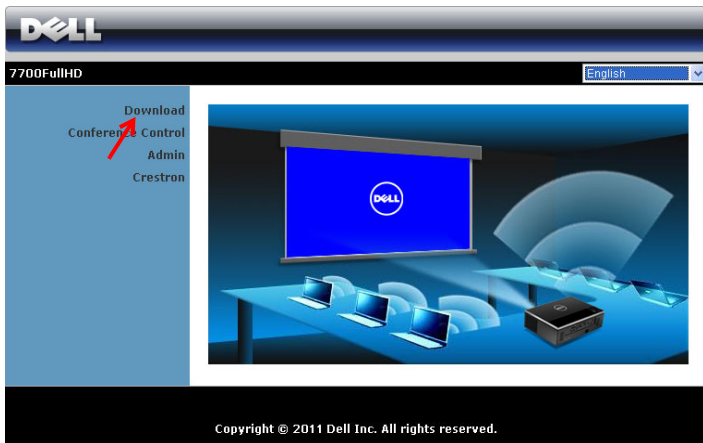 DELL
7700FullHD
English
Download
Conference Control
Admin
Crestron
DELL
Copyright © 2011 Dell Inc. All rights reserved.